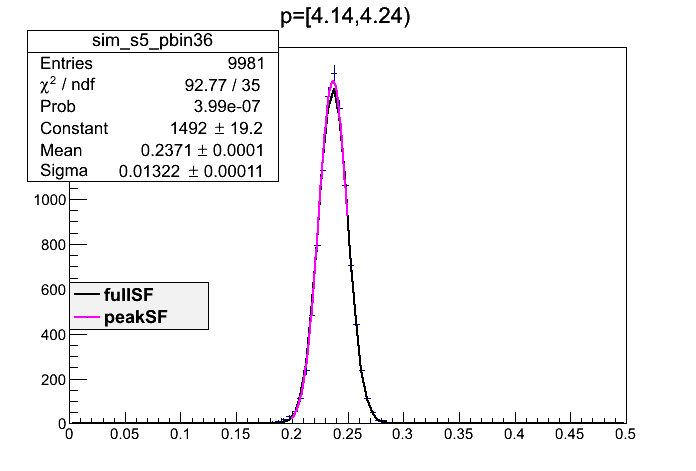 p=[4.14,4.24)
sim_s5_pbin36
Entries 9981
χ² / ndf 92.77 / 35
Prob 3.99e-07
Constant 1492 ± 19.2
Mean 0.2371 ± 0.0001
Sigma 0.01322 ± 0.00011
1000
800
600
fullSF
peakSF
400
200
0
0 0.05 0.1 0.15 0.2 0.25 0.3 0.35 0.4 0.45 0.5